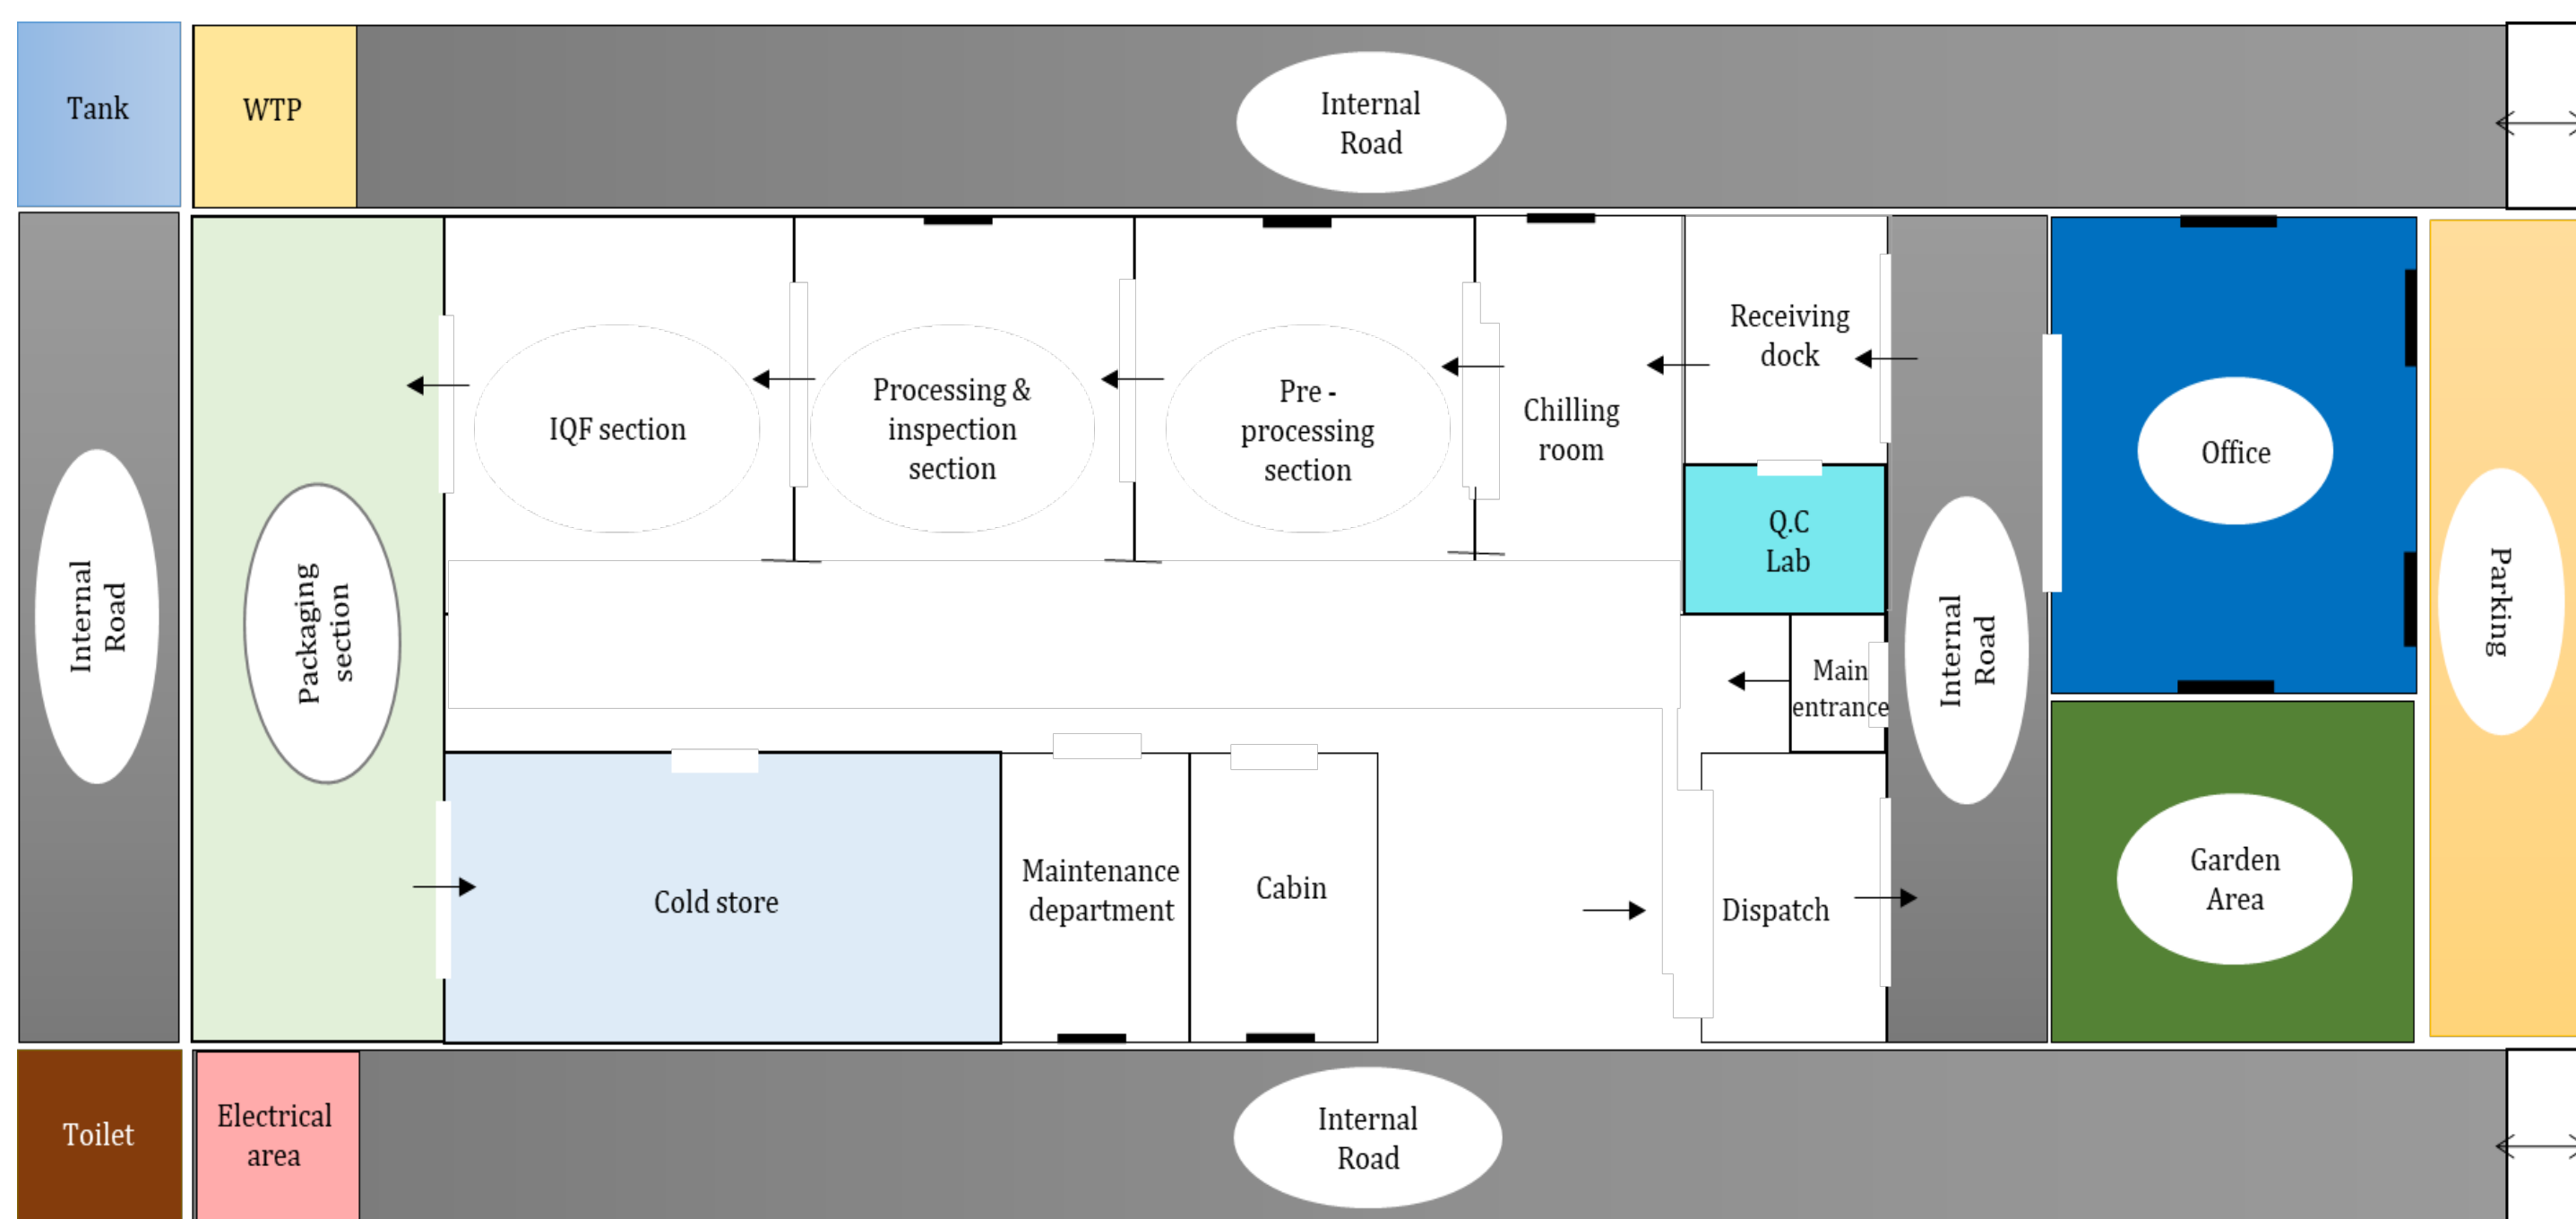 Tank
WTP
Internal
Road
Internal
Road
Packaging
section
IQF section
Processing &
inspection
section
Pre -
processing
section
Chilling
room
Receiving
dock
Q.C
Lab
Main
entrance
Internal
Road
Office
Parking
Cold store
Maintenance
department
Cabin
Dispatch
Garden
Area
Toilet
Electrical
area
Internal
Road